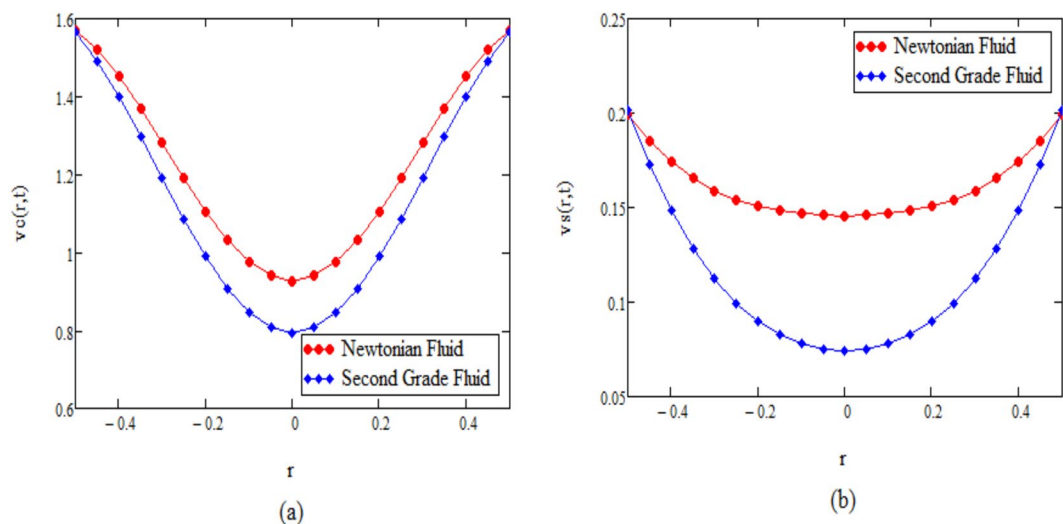 1.6
1.4
1.2
1
0.8
0.6
vc(r,t)
Newtonian Fluid
Second Grade Fluid
−0.4
−0.2
0
0.2
0.4
r
(a)
0.25
0.2
0.15
0.1
0.05
vs(r,t)
Newtonian Fluid
Second Grade Fluid
−0.4
−0.2
0
0.2
0.4
r
(b)